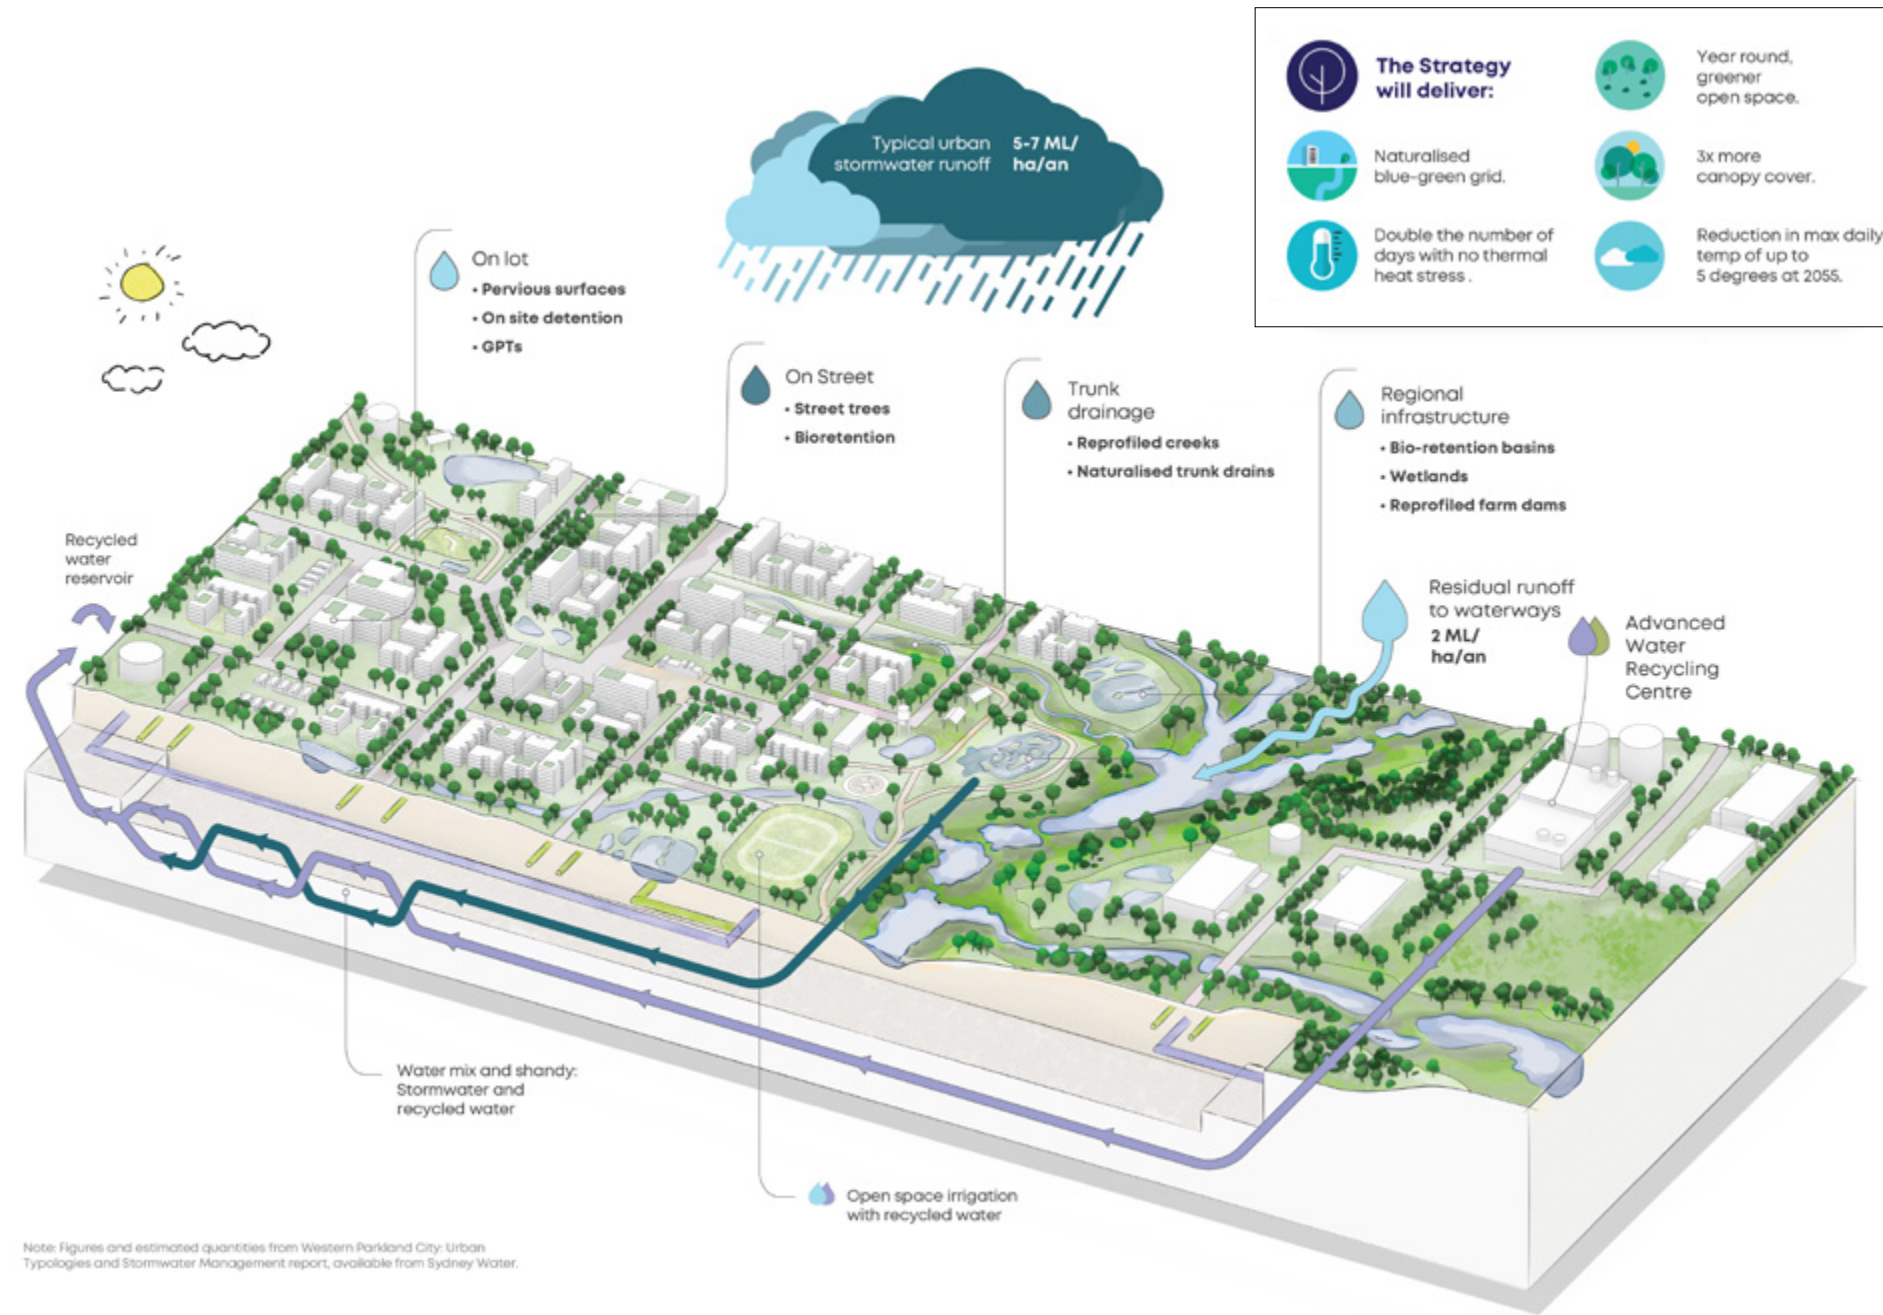 Typical urban
stormwater runoff
5-7 ML/
ha/an
The Strategy
will deliver:
Year round,
greener
open space.
Naturalised
blue-green grid.
3x more
canopy cover.
Double the number of
days with no thermal
heat stress .
Reduction in max daily
temp of up to
5 degrees at 2055.
On lot
• Pervious surfaces
• On site detention
• GPTs
On Street
• Street trees
• Bioretention
Trunk
drainage
• Reprofiled creeks
• Naturalised trunk drains
Regional
infrastructure
• Bio-retention basins
• Wetlands
• Reprofiled farm dams
Recycled
water
reservoir
Residual runoff
to waterways
2 ML/
ha/an
Advanced
Water
Recycling
Centre
Water mix and shandy:
Stormwater and
recycled water
Open space irrigation
with recycled water
Note: Figures and estimated quantities from Western Parkland City: Urban
Typologies and Stormwater Management report, available from Sydney Water.